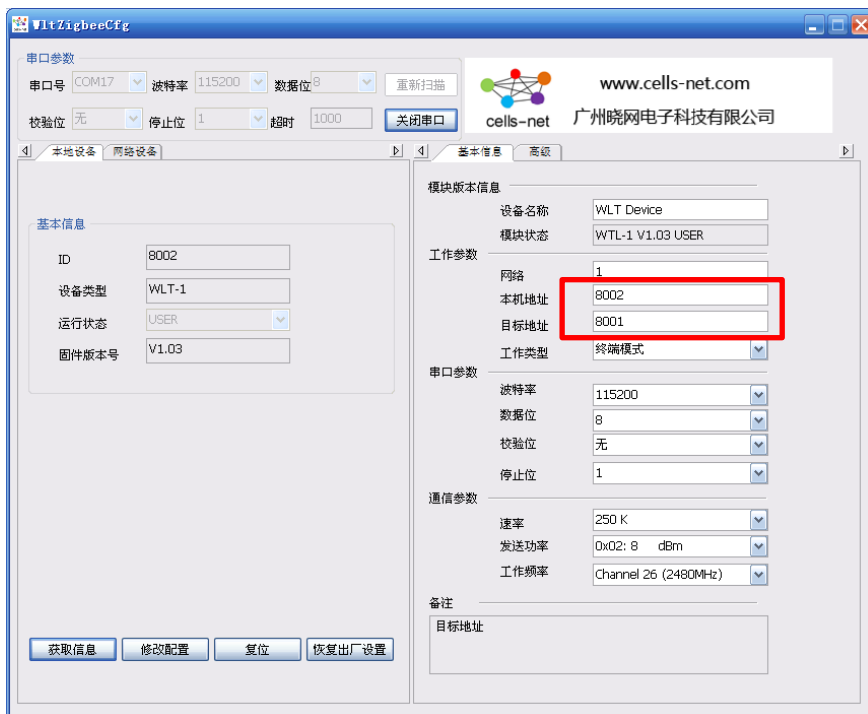 WltZigbeeCfg
串口参数
串口号 COM17 波特率 115200 数据位 8 重新扫描
校验位 无 停止位 1 超时 1000 关闭串口
cells-net
www.cells-net.com
广州晓网电子科技有限公司
本地设备 网络设备
基本信息
ID 8002
设备类型 WLT-1
运行状态 USER
固件版本号 V1.03
获取信息 修改配置 复位 恢复出厂设置
基本信息 高级
模块版本信息
设备名称 WLT Device
模块状态 WTL-1 V1.03 USER
工作参数
网络 1
本机地址 8002
目标地址 8001
工作类型 终端模式
串口参数
波特率 115200
数据位 8
校验位 无
停止位 1
通信参数
速率 250 K
发送功率 0x02: 8 dBm
工作频率 Channel 26 (2480MHz)
备注
目标地址